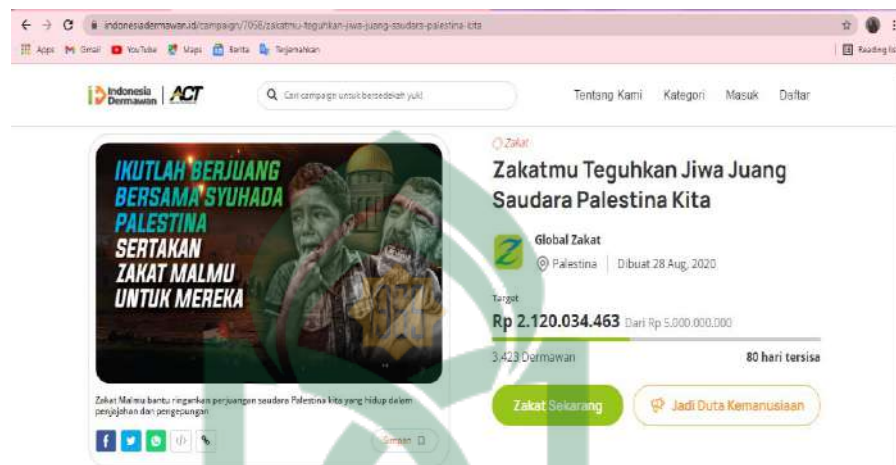 indonesiadermawan.id/campaign/7058/zakatmu-teguhkan-jiwa-juang-saudara-palestina-kita
Apps Gmail YouTube Maps Berita Terjemahkan
Reading lis
Indonesia Dermawan ACT
Cari campaign untuk bersedekah yuk!
Tentang Kami Kategori Masuk Daftar
IKUTLAH BERJUANG
BERSAMA SYUHADA
PALESTINA
SERTAKAN
ZAKAT MALMU
UNTUK MEREKA
Zakat Malmu bantu ringankan perjuangan saudara Palestina kita yang hidup dalam
penjajahan dan pengepungan
Simpan
Zakat
Zakatmu Teguhkan Jiwa Juang
Saudara Palestina Kita
Global Zakat
Palestina Dibuat 28 Aug, 2020
Target
Rp 2.120.034.463 Dari Rp 5.000.000.000
3.423 Dermawan 80 hari tersisa
Zakat Sekarang Jadi Duta Kemanusiaan